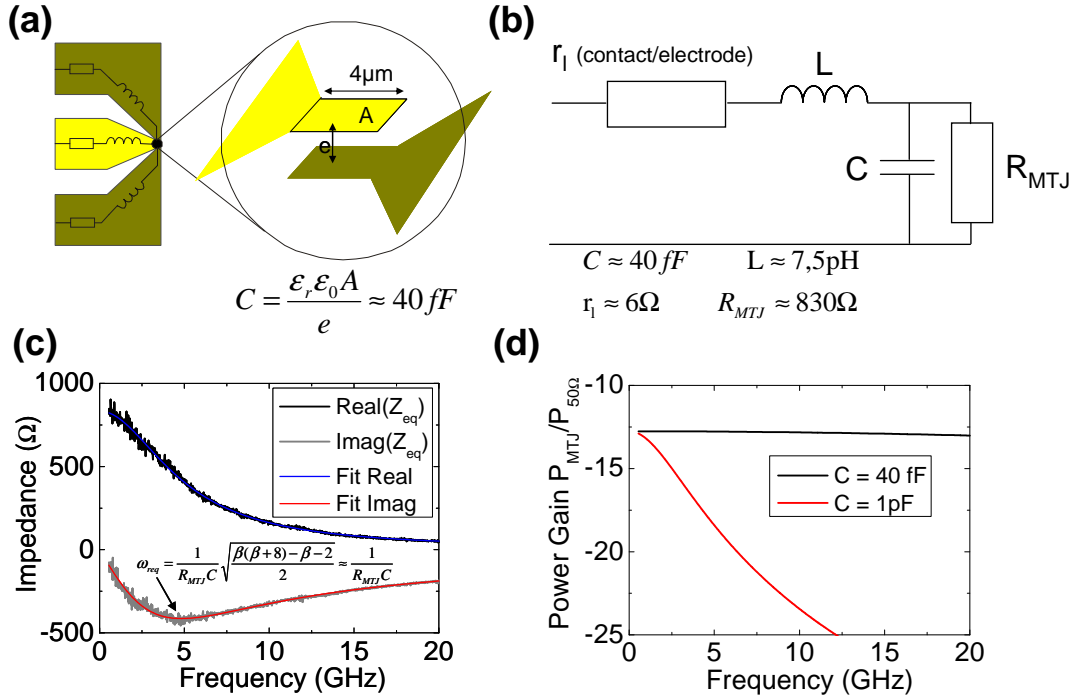 (a)
4μm
A
e
C = ε_r ε_0 A / e ≈ 40 fF
(b)
r_l (contact/electrode)
L
C
R_MTJ
C ≈ 40 fF L ≈ 7,5pH
r_l ≈ 6Ω R_MTJ ≈ 830Ω
(c)
1000
500
0
-500
Impedance (Ω)
Real(Z_eq)
Imag(Z_eq)
Fit Real
Fit Imag
ω_req = 1/(R_MTJ C) √((β(β+8)−β−2)/2) ≈ 1/(R_MTJ C)
0 5 10 15 20
Frequency (GHz)
(d)
-10
-15
-20
-25
Power Gain P_MTJ/P_50Ω
C = 40 fF
C = 1pF
0 5 10 15 20
Frequency (GHz)